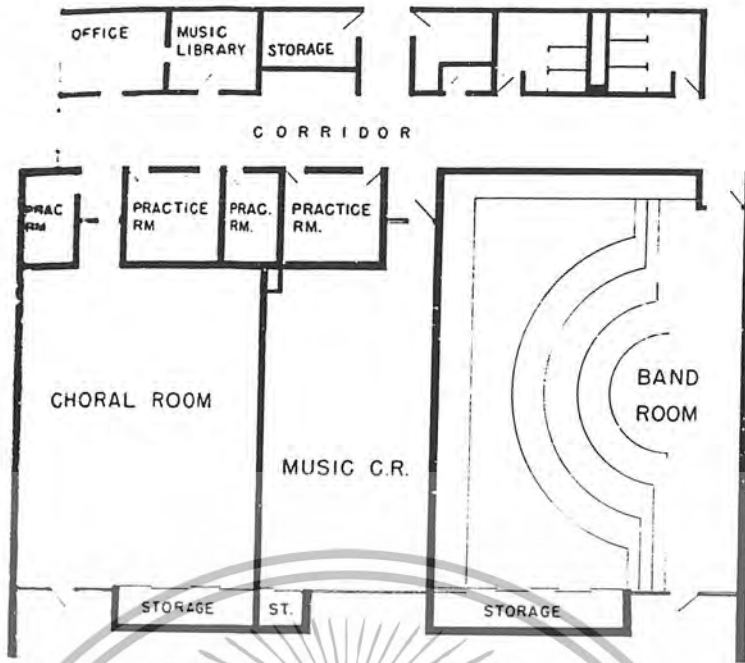 OFFICE
MUSIC
LIBRARY
STORAGE
CORRIDOR
PRAC
RM
PRACTICE
RM
PRAC.
RM.
PRACTICE
RM.
CHORAL ROOM
MUSIC C.R.
BAND
ROOM
STORAGE
ST.
STORAGE